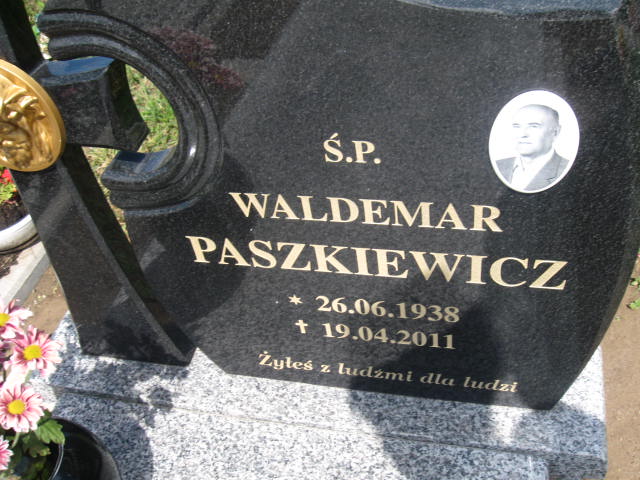 Ś.P.
WALDEMAR
PASZKIEWICZ
* 26.06.1938
✝ 19.04.2011
Żyłeś z ludźmi dla ludzi